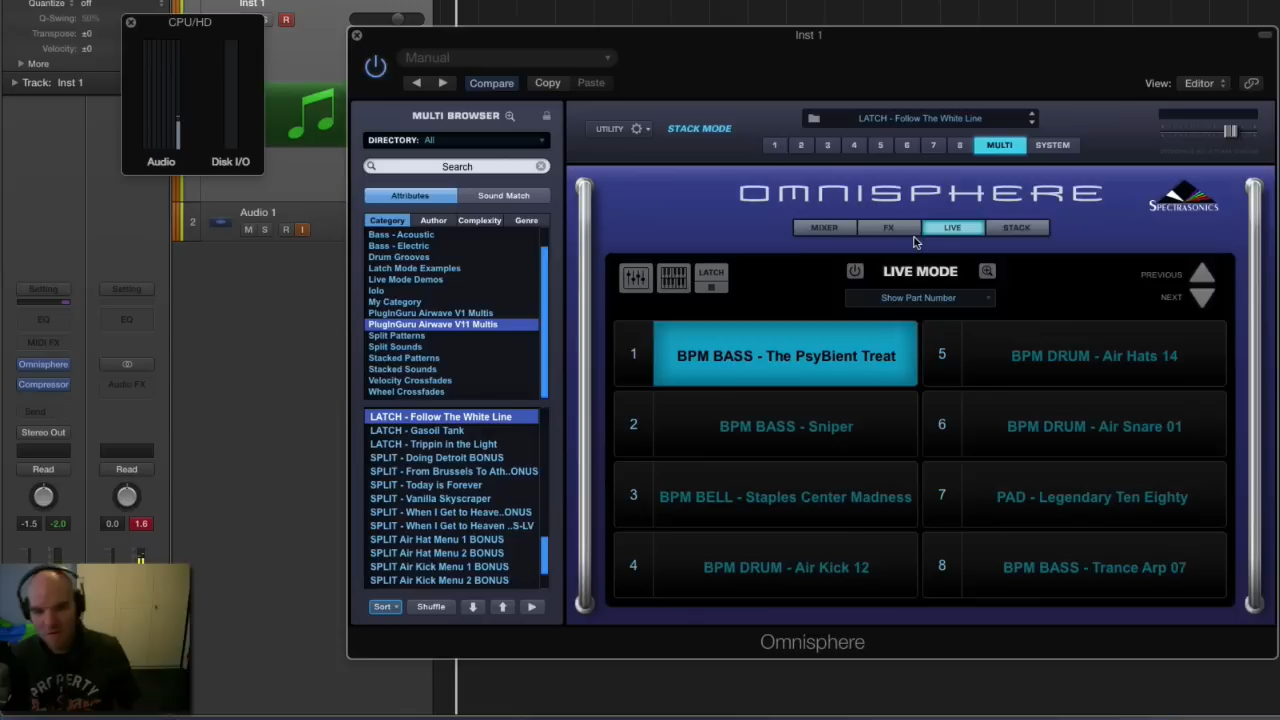 Quantize off
Q-Swing: 50%
Transpose: ±0
Velocity: ±0
More
Track: Inst 1
CPU/HD
Audio Disk I/O
Inst 1
R
2
Audio 1
M S R I
Setting Setting
EQ EQ
MIDI FX
Omnisphere
Compressor
Audio FX
Send
Stereo Out
Read Read
-1.5 -2.0 0.0 1.6
PROPERTY
Inst 1
Manual
Compare Copy Paste
View: Editor
MULTI BROWSER
DIRECTORY: All
Search
Attributes Sound Match
Category Author Complexity Genre
Bass - Acoustic
Bass - Electric
Drum Grooves
Latch Mode Examples
Live Mode Demos
lolo
My Category
PlugInGuru Airwave V1 Multis
PlugInGuru Airwave V11 Multis
Split Patterns
Split Sounds
Stacked Patterns
Stacked Sounds
Velocity Crossfades
Wheel Crossfades
LATCH - Follow The White Line
LATCH - Gasoil Tank
LATCH - Trippin in the Light
SPLIT - Doing Detroit BONUS
SPLIT - From Brussels To Ath..ONUS
SPLIT - Today is Forever
SPLIT - Vanilla Skyscraper
SPLIT - When I Get to Heave..ONUS
SPLIT - When I Get to Heaven ..S-LV
SPLIT Air Hat Menu 1 BONUS
SPLIT Air Hat Menu 2 BONUS
SPLIT Air Kick Menu 1 BONUS
SPLIT Air Kick Menu 2 BONUS
Sort Shuffle
UTILITY STACK MODE LATCH - Follow The White Line
1 2 3 4 5 6 7 8 MULTI SYSTEM
OMNISPHERE
SPECTRASONICS
MIXER FX LIVE STACK
LATCH
LIVE MODE
Show Part Number
PREVIOUS
NEXT
1 BPM BASS - The PsyBient Treat
5 BPM DRUM - Air Hats 14
2 BPM BASS - Sniper
6 BPM DRUM - Air Snare 01
3 BPM BELL - Staples Center Madness
7 PAD - Legendary Ten Eighty
4 BPM DRUM - Air Kick 12
8 BPM BASS - Trance Arp 07
Omnisphere